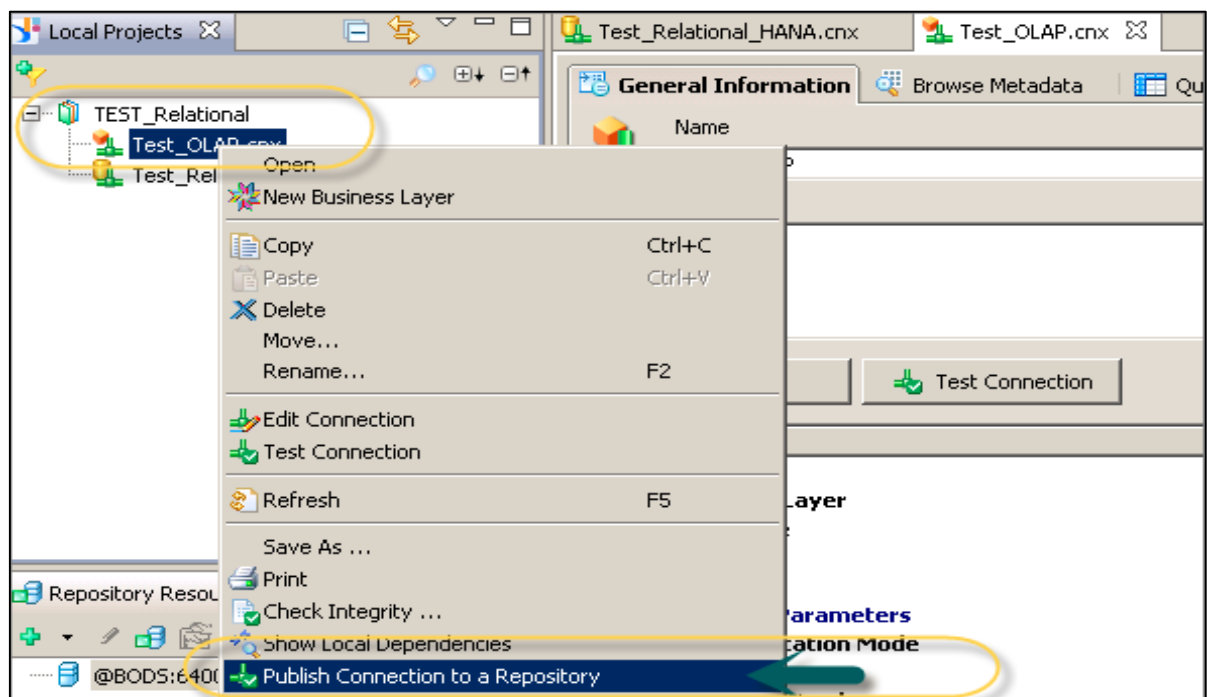 Local Projects
Test_Relational_HANA.cnx
Test_OLAP.cnx
General Information
Browse Metadata
Qu
TEST_Relational
Test_OLAP.cnx
Test_Rel
Name
P
Open
New Business Layer
Copy Ctrl+C
Paste Ctrl+V
Delete
Move...
Rename... F2
Test Connection
Edit Connection
Test Connection
Refresh F5
Layer
Save As ...
Print
Check Integrity ...
Parameters
Show Local Dependencies
cation Mode
Publish Connection to a Repository
Repository Resou
@BODS:6400